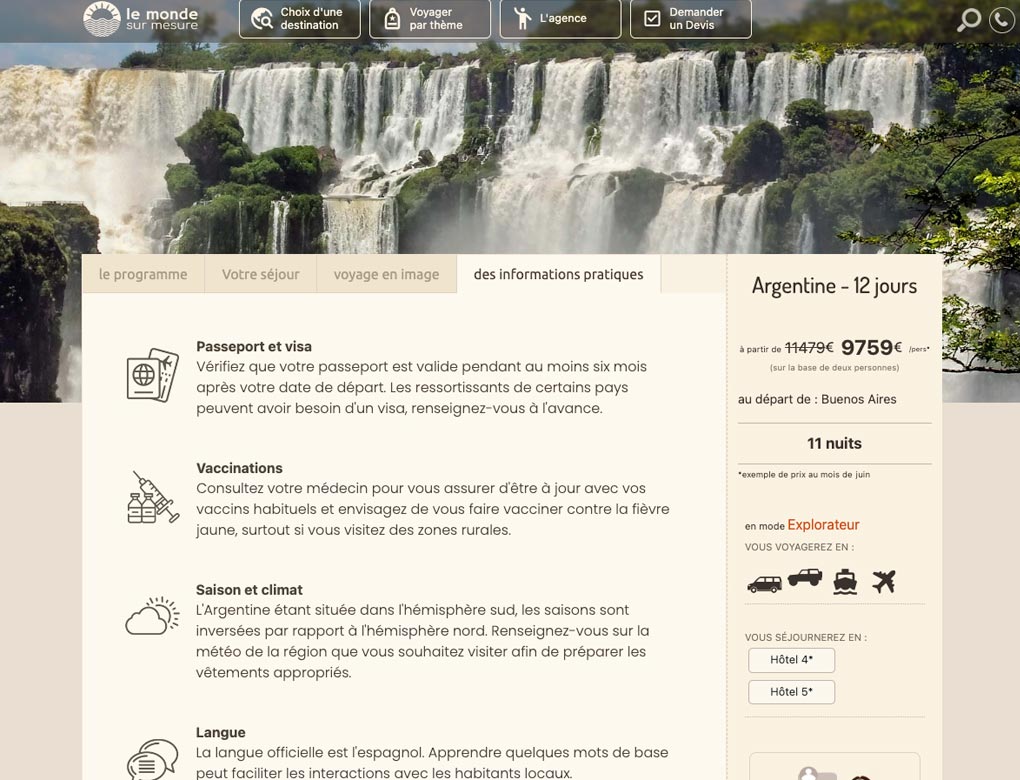 le monde
sur mesure
Choix d'une
destination
Voyager
par thème
L'agence
Demander
un Devis
le programme
Votre séjour
voyage en image
des informations pratiques
Passeport et visa
Vérifiez que votre passeport est valide pendant au moins six mois
après votre date de départ. Les ressortissants de certains pays
peuvent avoir besoin d'un visa, renseignez-vous à l'avance.
Vaccinations
Consultez votre médecin pour vous assurer d'être à jour avec vos
vaccins habituels et envisagez de vous faire vacciner contre la fièvre
jaune, surtout si vous visitez des zones rurales.
Saison et climat
L'Argentine étant située dans l'hémisphère sud, les saisons sont
inversées par rapport à l'hémisphère nord. Renseignez-vous sur la
météo de la région que vous souhaitez visiter afin de préparer les
vêtements appropriés.
Langue
La langue officielle est l'espagnol. Apprendre quelques mots de base
peut faciliter les interactions avec les habitants locaux.
Argentine - 12 jours
à partir de 11479€ 9759€ /pers*
(sur la base de deux personnes)
au départ de : Buenos Aires
11 nuits
*exemple de prix au mois de juin
en mode Explorateur
VOUS VOYAGEREZ EN :
VOUS SÉJOURNEREZ EN :
Hôtel 4*
Hôtel 5*